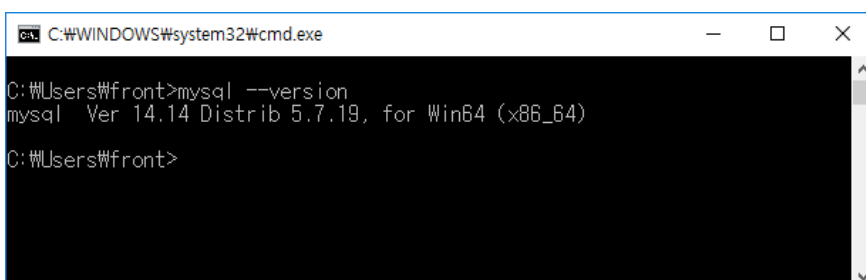 C:₩WINDOWS₩system32₩cmd.exe
C:₩Users₩front>mysql --version
mysql  Ver 14.14 Distrib 5.7.19, for Win64 (x86_64)
C:₩Users₩front>